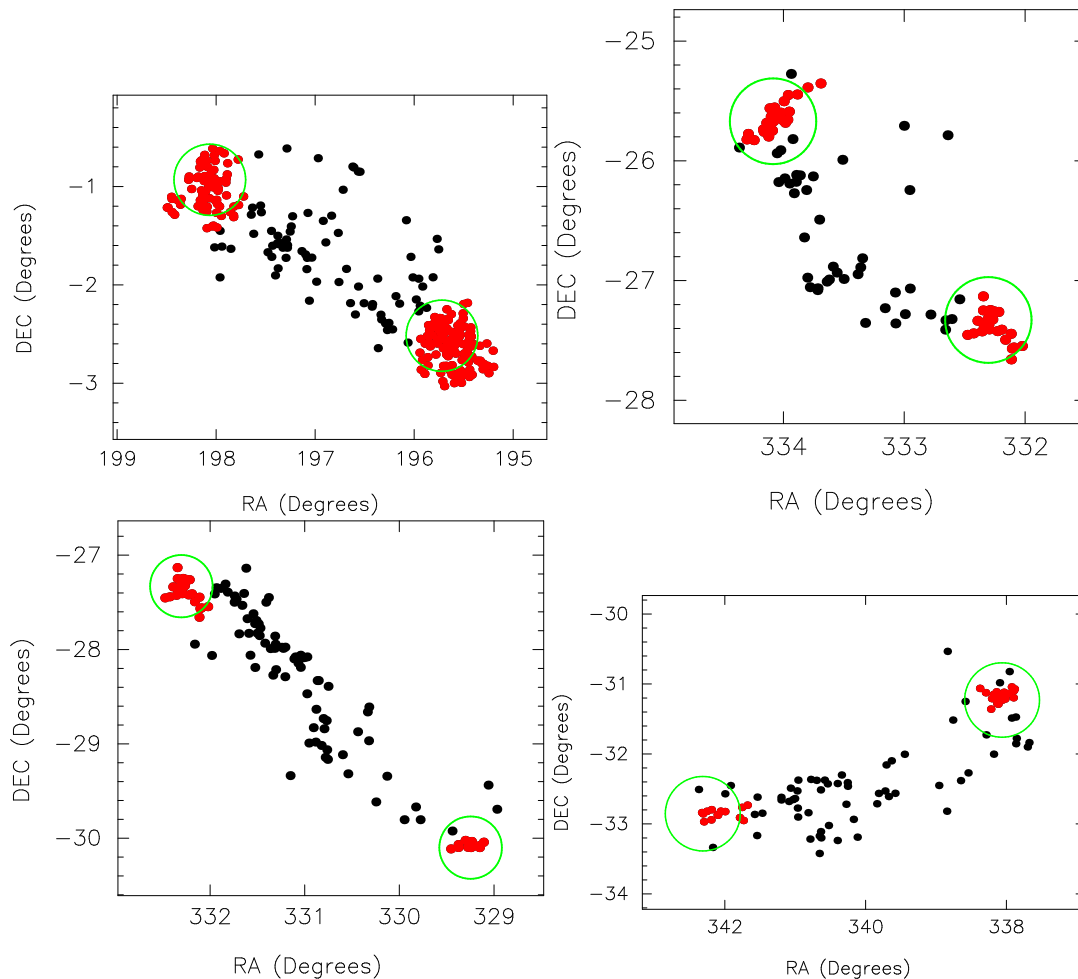 −1
−2
−3
199 198 197 196 195
DEC (Degrees)
RA (Degrees)
−25
−26
−27
−28
334 333 332
DEC (Degrees)
RA (Degrees)
−27
−28
−29
−30
332 331 330 329
DEC (Degrees)
RA (Degrees)
−30
−31
−32
−33
−34
342 340 338
DEC (Degrees)
RA (Degrees)